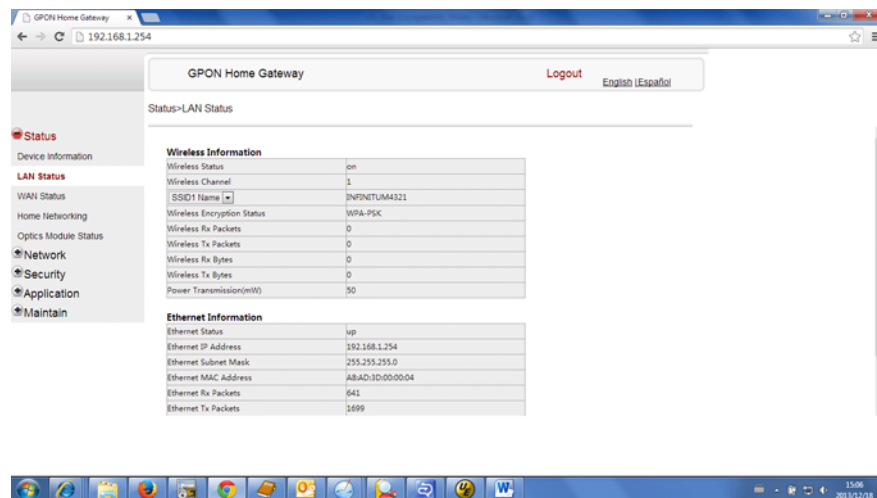 GPON Home Gateway
192.168.1.254
GPON Home Gateway Logout English | Español
Status>LAN Status
Status
Device Information
LAN Status
WAN Status
Home Networking
Optics Module Status
Network
Security
Application
Maintain
Wireless Information
Wireless Status on
Wireless Channel 1
SSID1 Name INFINITUM4321
Wireless Encryption Status WPA-PSK
Wireless Rx Packets 0
Wireless Tx Packets 0
Wireless Rx Bytes 0
Wireless Tx Bytes 0
Power Transmission(mW) 50
Ethernet Information
Ethernet Status up
Ethernet IP Address 192.168.1.254
Ethernet Subnet Mask 255.255.255.0
Ethernet MAC Address A8:AD:3D:00:00:04
Ethernet Rx Packets 641
Ethernet Tx Packets 1699
15:06
2013/12/18